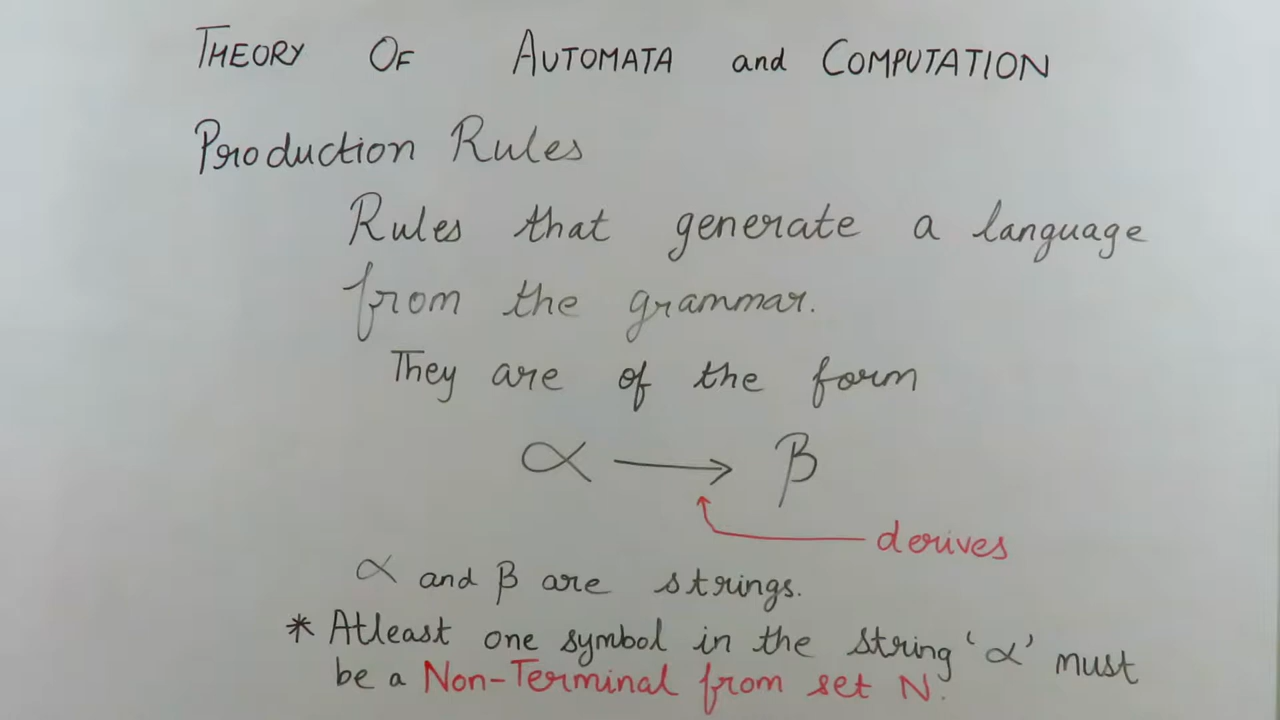 THEORY OF AUTOMATA and COMPUTATION
Production Rules
Rules that generate a language
from the grammar.
They are of the form
α → β
derives
α and β are strings.
* Atleast one symbol in the string ‘α’ must
be a Non-Terminal from set N.